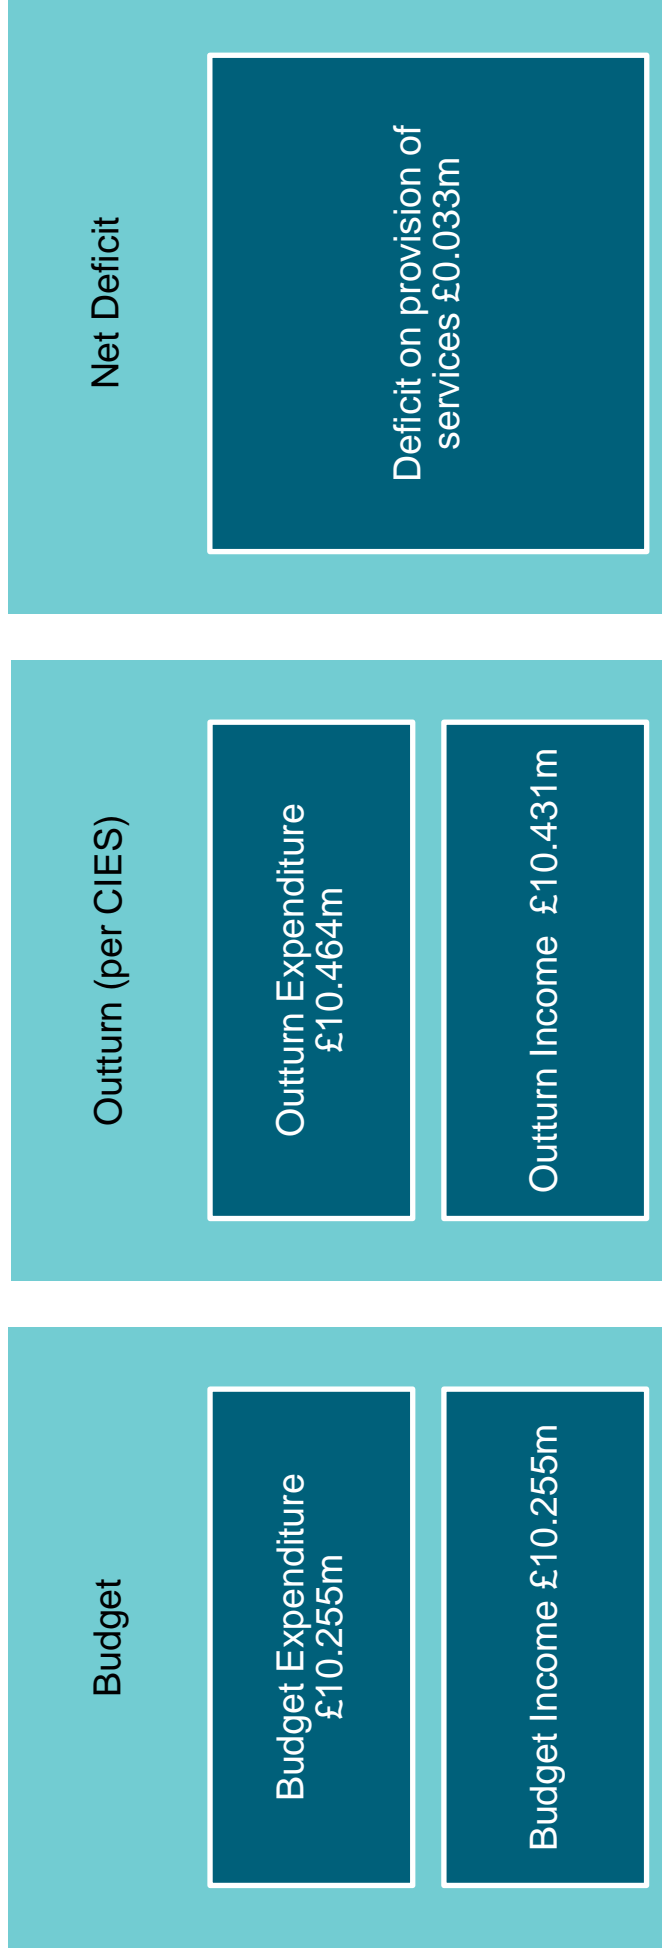 Budget
Budget Expenditure
£10.255m
Budget Income £10.255m
Outturn (per CIES)
Outturn Expenditure
£10.464m
Outturn Income  £10.431m
Net Deficit
Deficit on provision of
services £0.033m